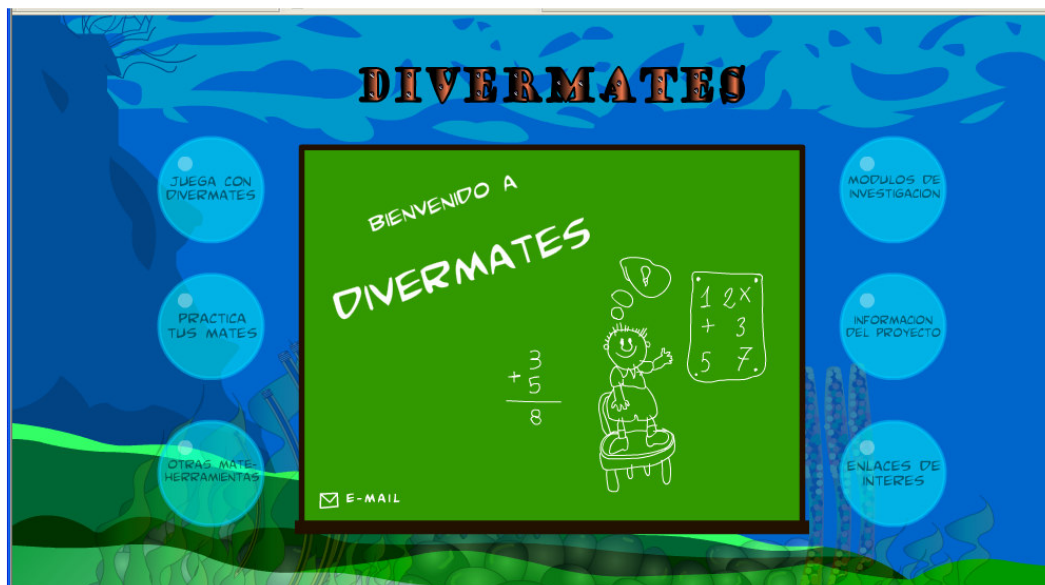 DIVERMATES
JUEGA CON
DIVERMATES
PRACTICA
TUS MATES
OTRAS MATE-
HERRAMIENTAS
BIENVENIDO A
DIVERMATES
3
+ 5
8
1 2 X
+ 3
5 7
E-MAIL
MODULOS DE
INVESTIGACION
INFORMACION
DEL PROYECTO
ENLACES DE
INTERES